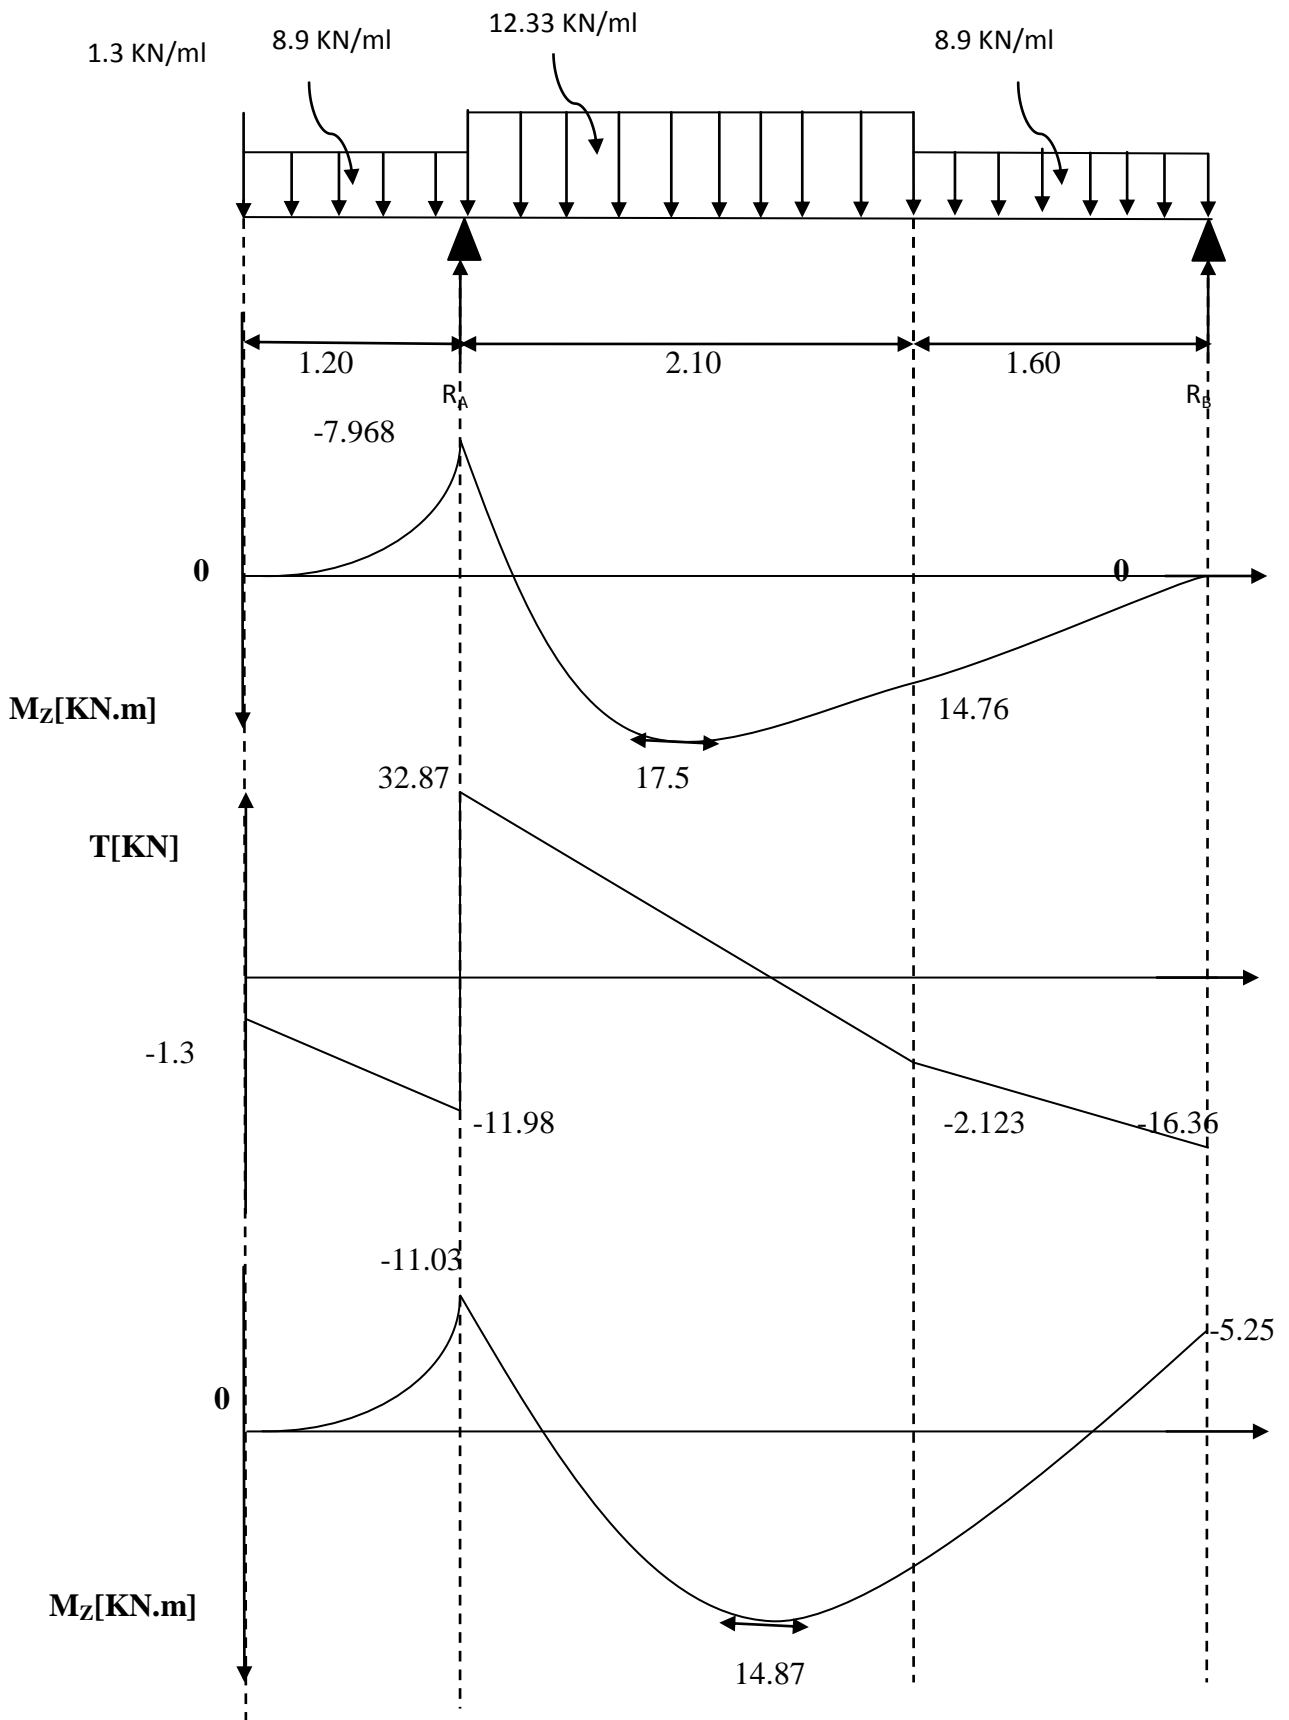 12.33 KN/ml
1.3 KN/ml
8.9 KN/ml
8.9 KN/ml
1.20
2.10
1.60
RA
RB
-7.968
0
0
MZ[KN.m]
14.76
17.5
32.87
T[KN]
-1.3
-11.98
-2.123
-16.36
-11.03
-5.25
0
MZ[KN.m]
14.87